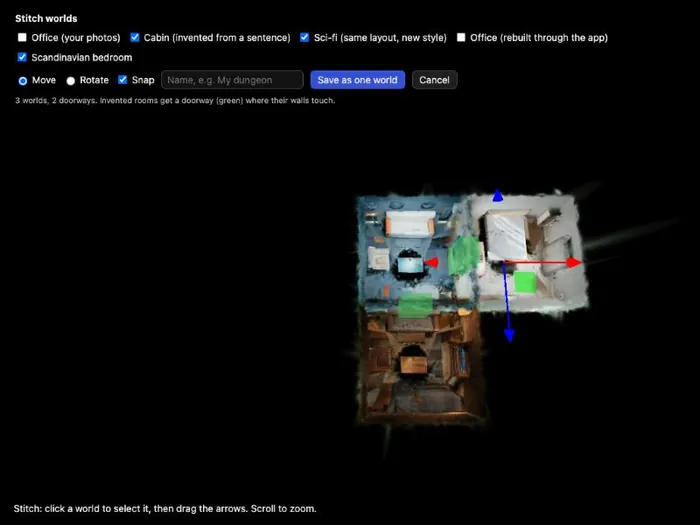 Stitch worlds
Office (your photos) Cabin (invented from a sentence) Sci-fi (same layout, new style) Office (rebuilt through the app)
Scandinavian bedroom
Move Rotate Snap Name, e.g. My dungeon Save as one world Cancel
3 worlds, 2 doorways. Invented rooms get a doorway (green) where their walls touch.
Stitch: click a world to select it, then drag the arrows. Scroll to zoom.